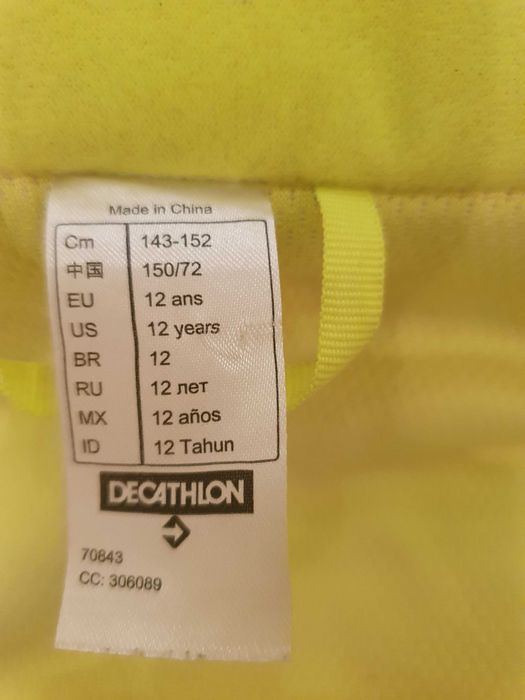 Made in China
Cm 143-152
中国 150/72
EU 12 ans
US 12 years
BR 12
RU 12 лет
MX 12 años
ID 12 Tahun
DECATHLON
70843
CC: 306089